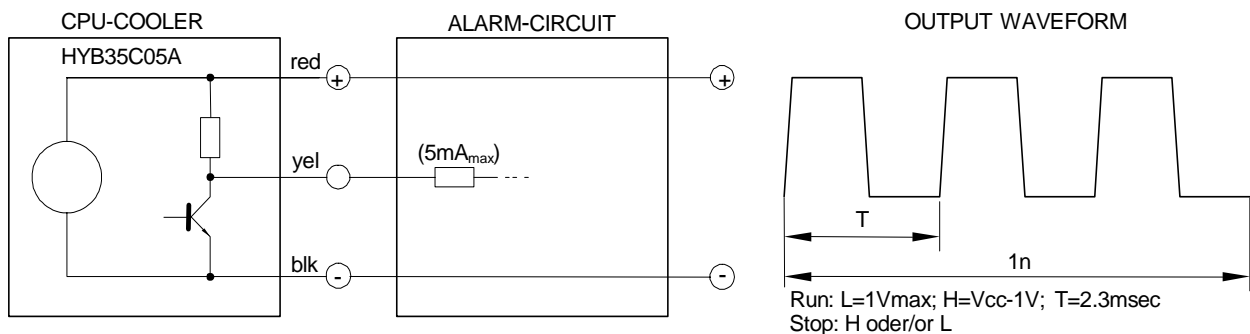 CPU-COOLER
HYB35C05A
red
+
yel
blk
-
ALARM-CIRCUIT
(5mAmax)
+
-
OUTPUT WAVEFORM
T
1n
Run: L=1Vmax; H=Vcc-1V; T=2.3msec
Stop: H oder/or L